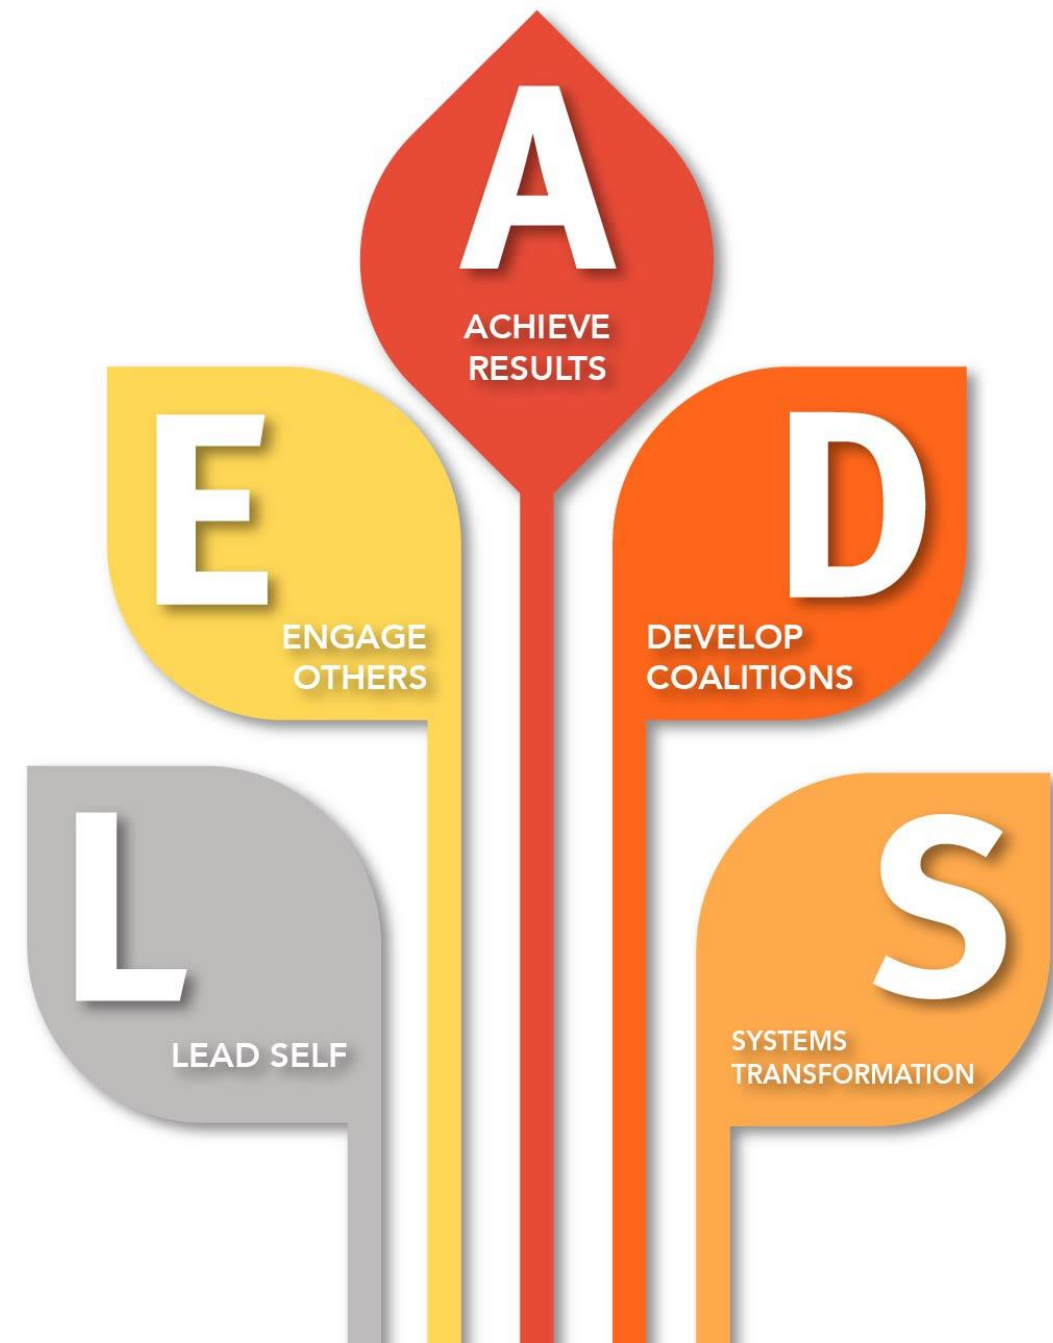 A
ACHIEVE
RESULTS
E
ENGAGE
OTHERS
D
DEVELOP
COALITIONS
L
LEAD SELF
S
SYSTEMS
TRANSFORMATION